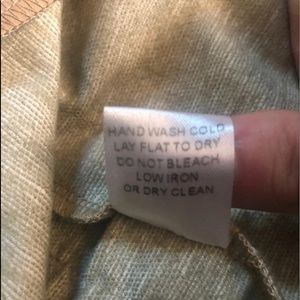 HAND WASH COLD
LAY FLAT TO DRY
DO NOT BLEACH
LOW IRON
OR DRY CLEAN